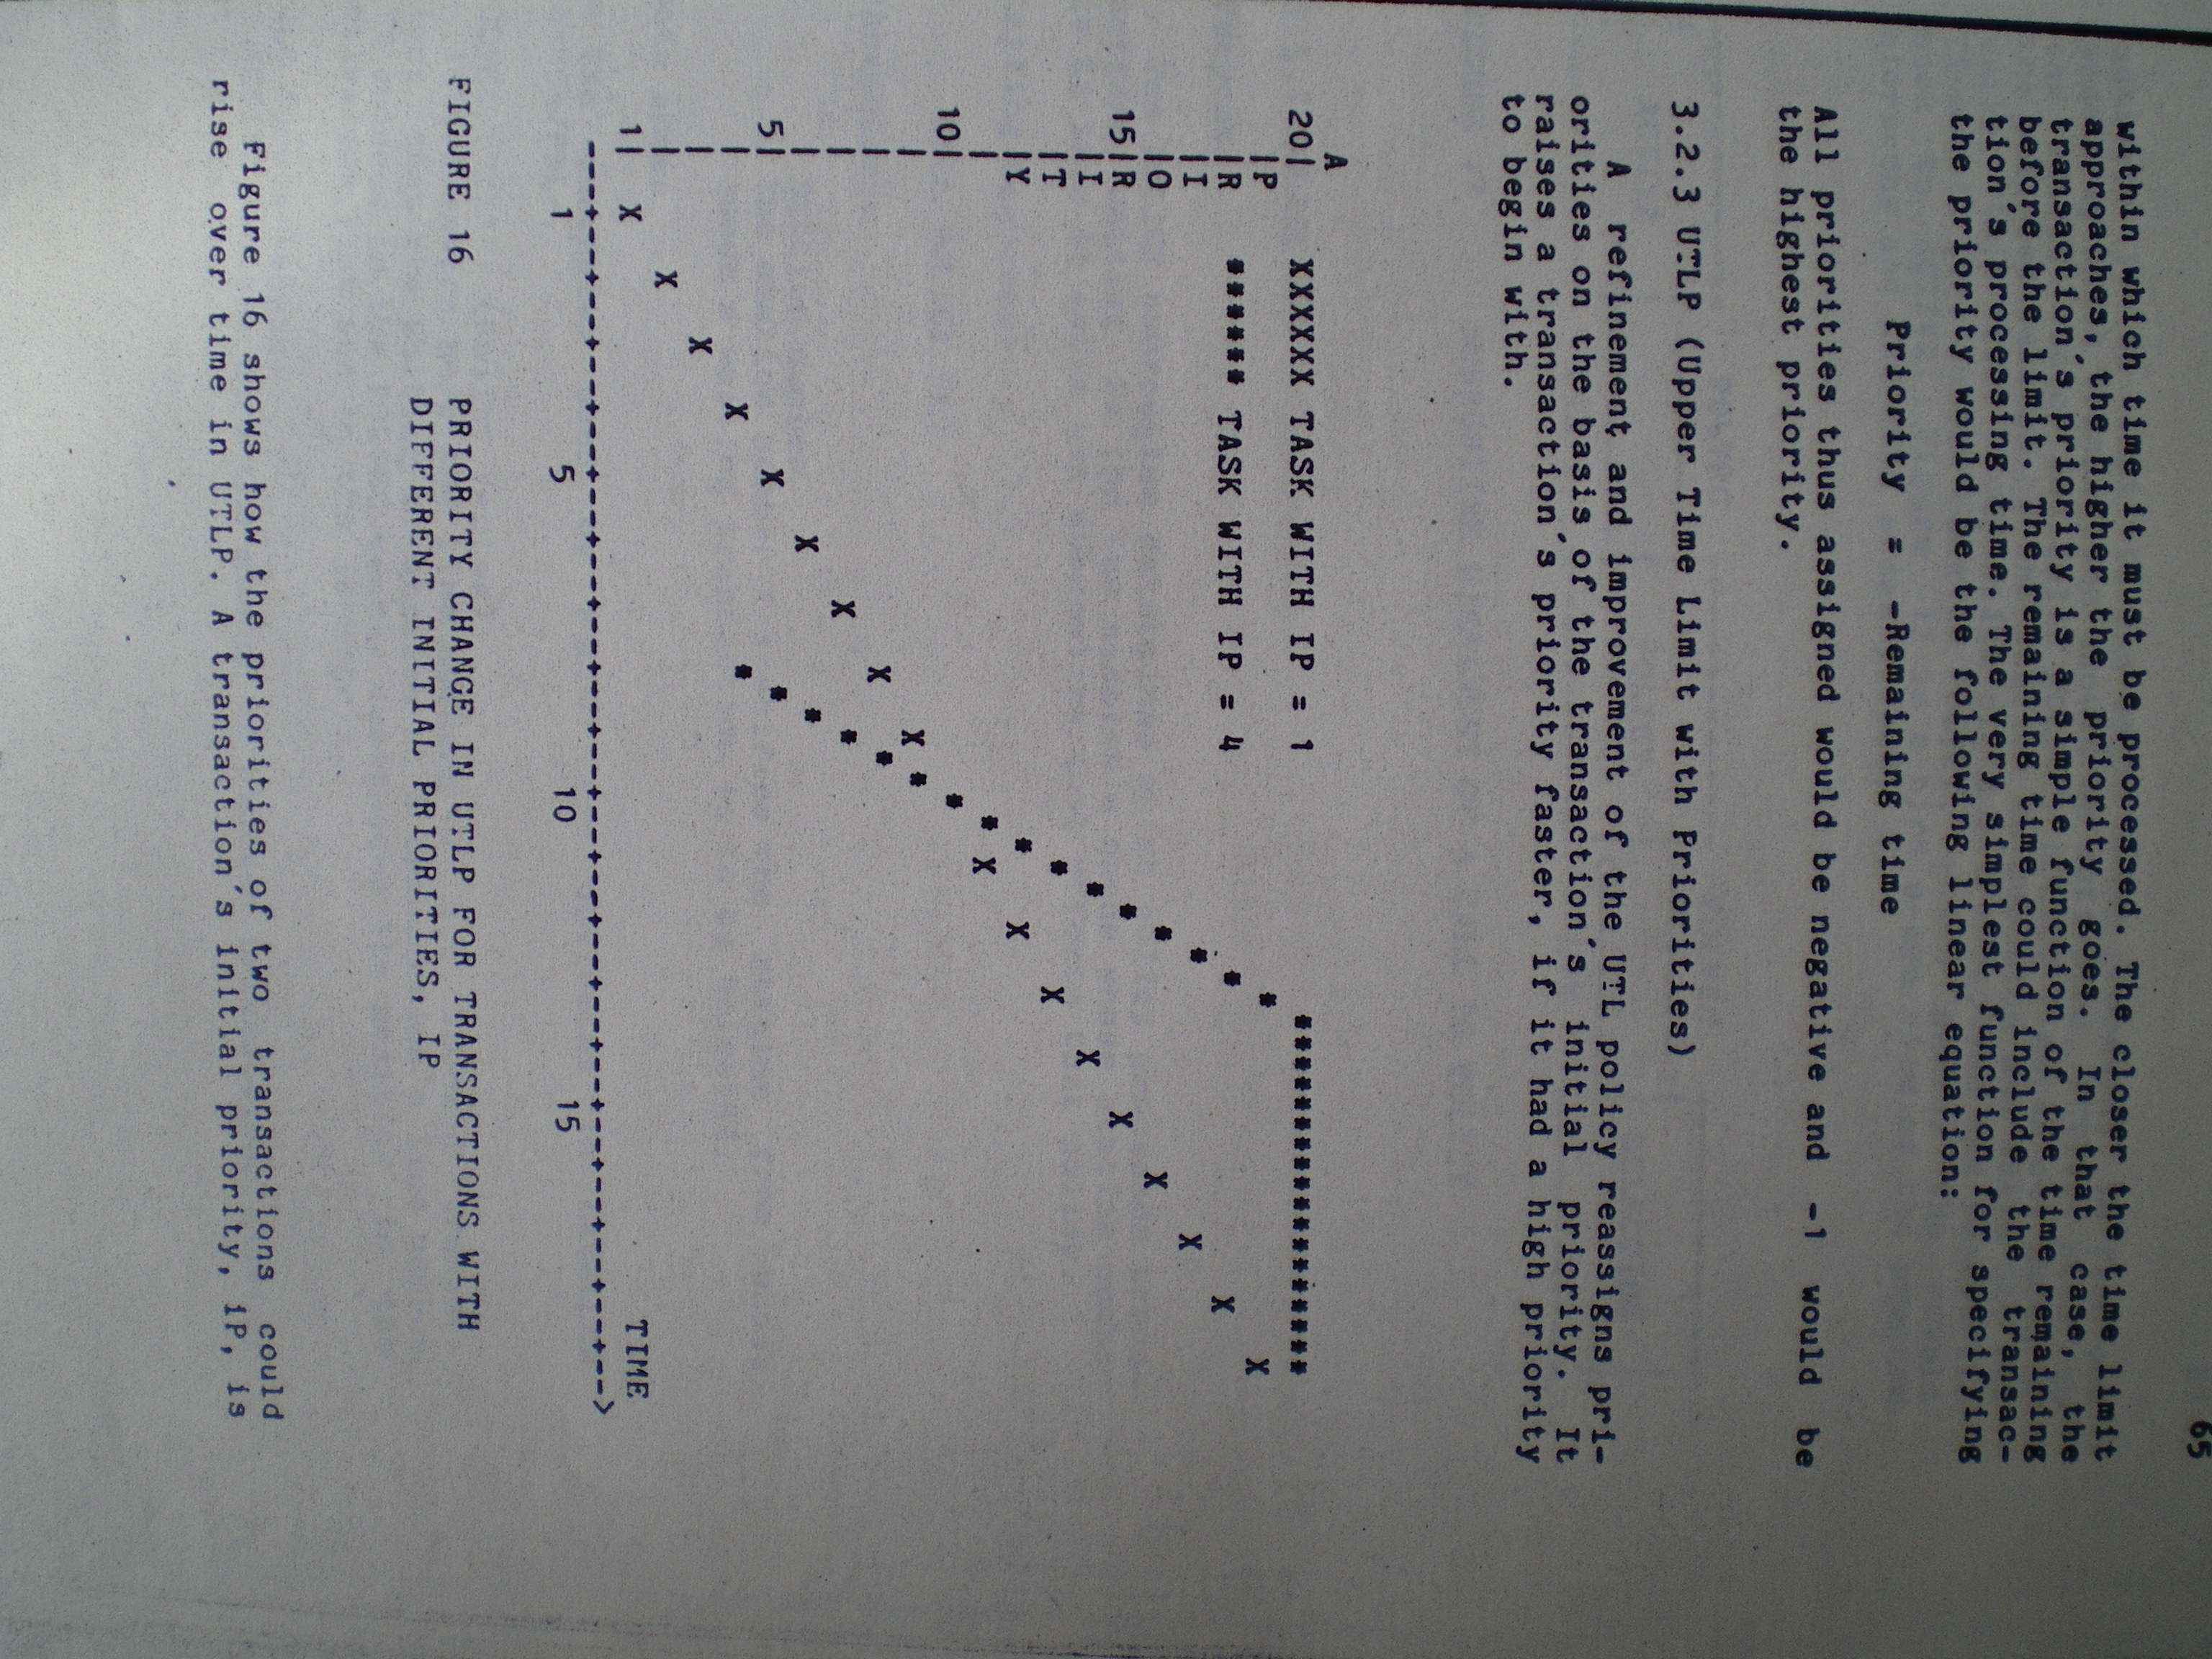 65
within which time it must be processed. The closer the time limit
approaches, the higher the priority goes. In that case, the
transaction's priority is a simple function of the time remaining
before the limit. The remaining time could include the transac-
tion's processing time. The very simplest function for specifying
the priority would be the following linear equation:
Priority = -Remaining time
All priorities thus assigned would be negative and -1 would be
the highest priority.
3.2.3 UTLP (Upper Time Limit with Priorities)
A refinement and improvement of the UTL policy reassigns pri-
orities on the basis of the transaction's initial priority. It
raises a transaction's priority faster, if it had a high priority
to begin with.
A
20| XXXXX TASK WITH IP = 1 *****************
| P X *
| R ****** TASK WITH IP = 4 * X
| I * X
| O * X
15| R * X
| I * X
| T * X
| Y * X
| * X
10| *
| * X
| * X
| * X
| * X
5| X *
| X *
| X
| X
1| X TIME
---+---+---+---+---+---+---+---+---+---+---+---+---+---+---+---+---+---+-->
1 5 10 15
FIGURE 16 PRIORITY CHANGE IN UTLP FOR TRANSACTIONS WITH
DIFFERENT INITIAL PRIORITIES, IP
Figure 16 shows how the priorities of two transactions could
rise over time in UTLP. A transaction's initial priority, IP, is